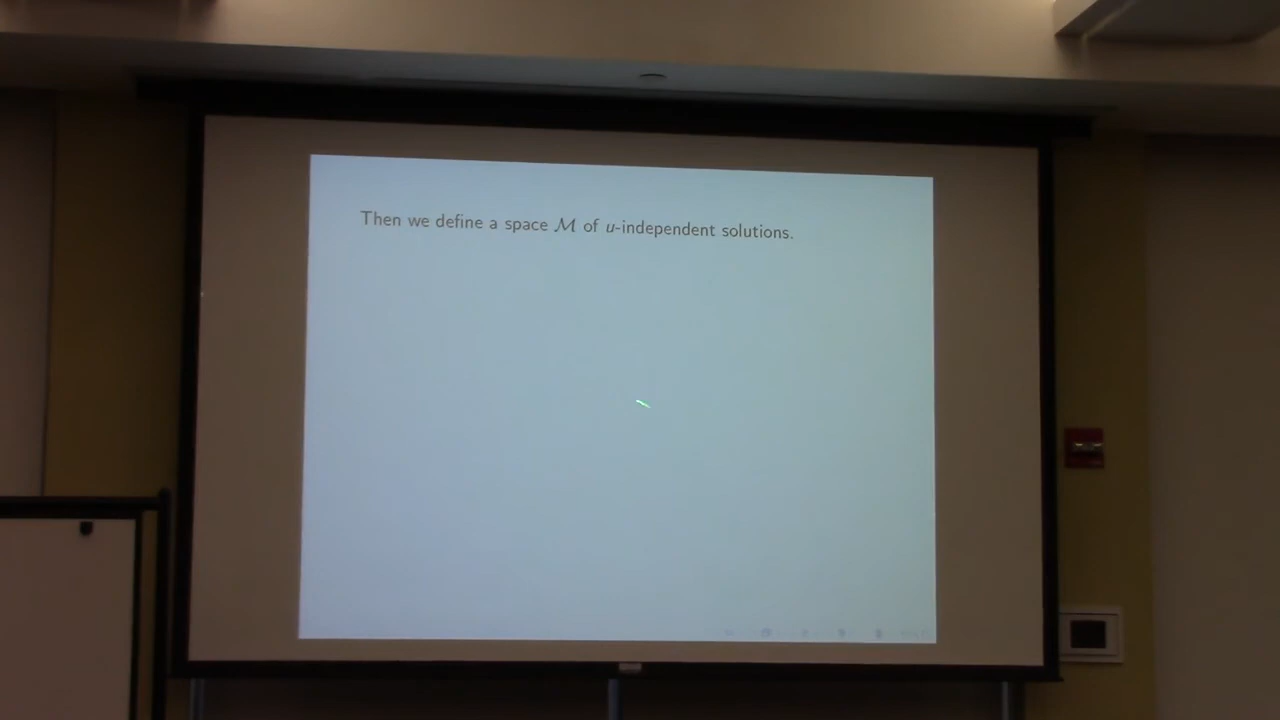 Then we define a space ℳ of u-independent solutions.